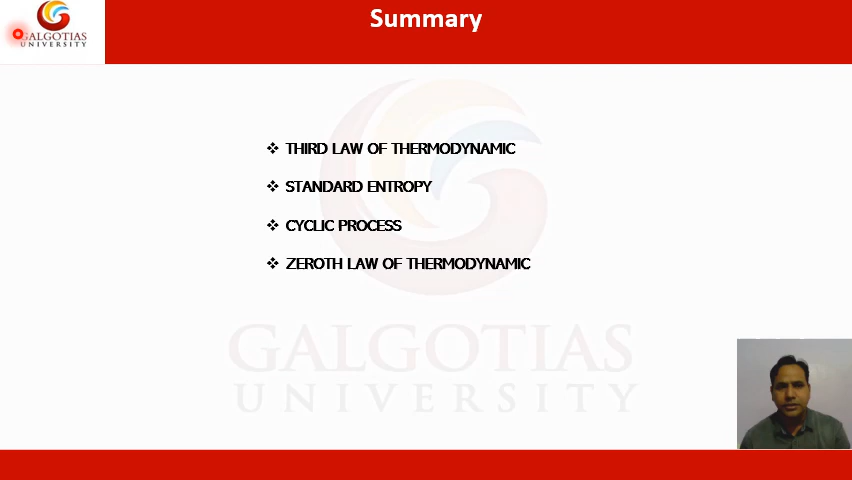 Summary
GALGOTIAS
UNIVERSITY
❖ THIRD LAW OF THERMODYNAMIC
❖ STANDARD ENTROPY
❖ CYCLIC PROCESS
❖ ZEROTH LAW OF THERMODYNAMIC
GALGOTIAS
UNIVERSITY